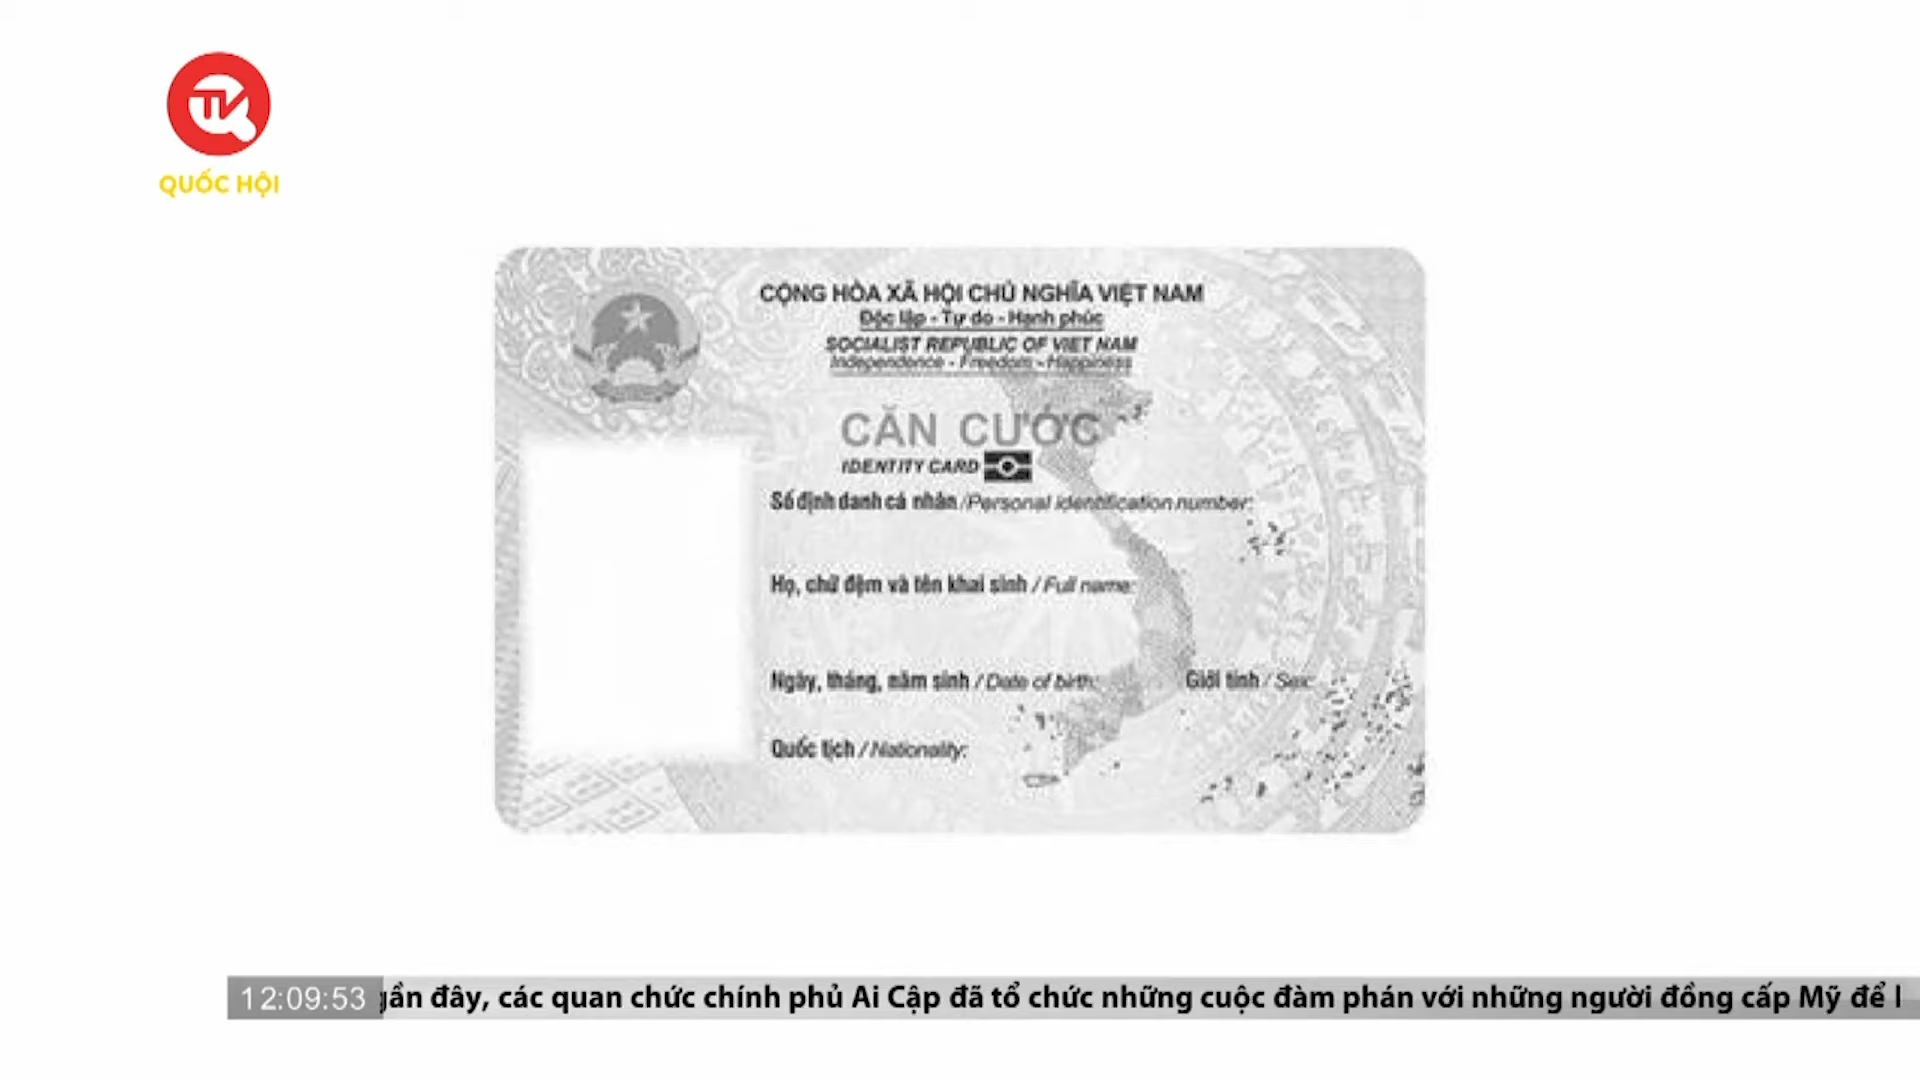 TV
QUỐC HỘI
CỘNG HÒA XÃ HỘI CHỦ NGHĨA VIỆT NAM
Độc lập - Tự do - Hạnh phúc
SOCIALIST REPUBLIC OF VIET NAM
Independence - Freedom - Happiness
CĂN CƯỚC
IDENTITY CARD
Số định danh cá nhân / Personal identification number:
Họ, chữ đệm và tên khai sinh / Full name:
Ngày, tháng, năm sinh / Date of birth:
Giới tính / Sex:
Quốc tịch / Nationality:
12:09:53
gần đây, các quan chức chính phủ Ai Cập đã tổ chức những cuộc đàm phán với những người đồng cấp Mỹ để